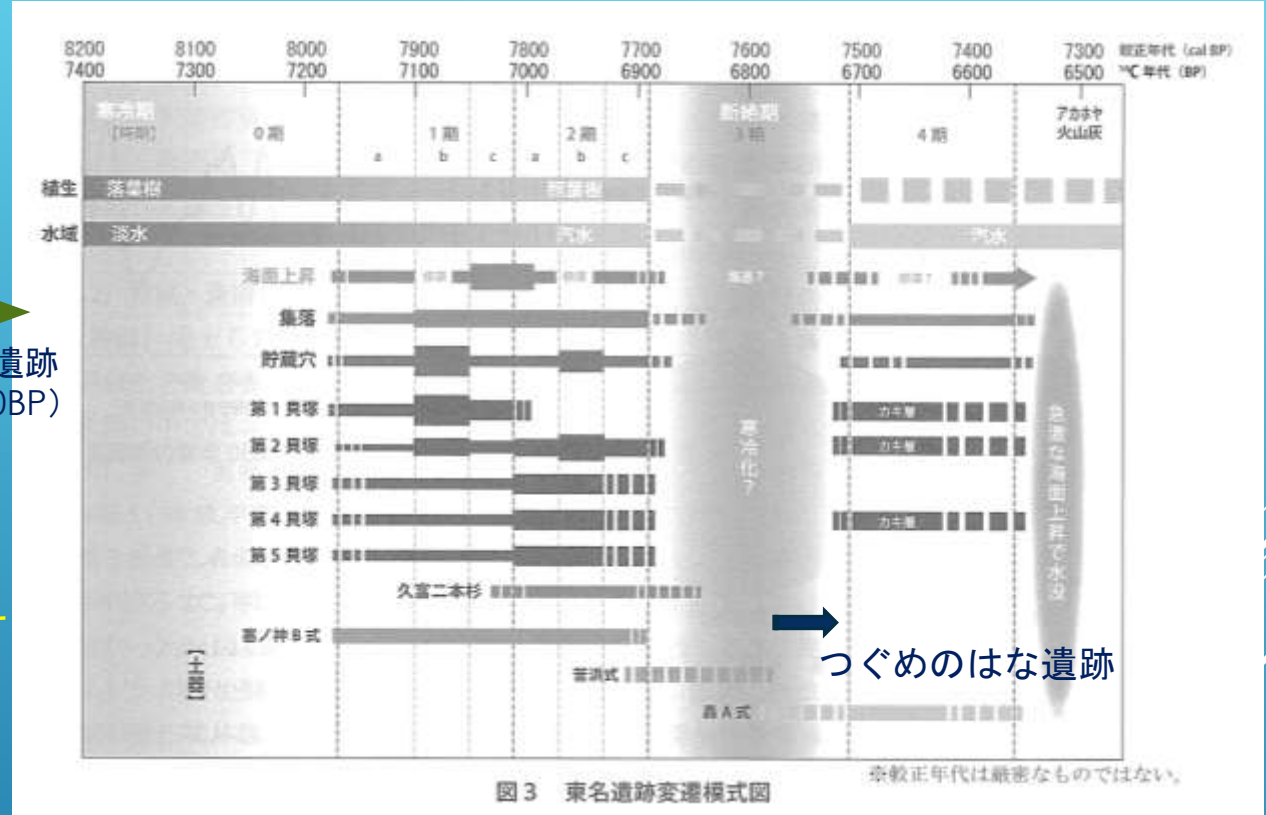 8200 8100 8000 7900 7800 7700 7600 7500 7400 7300 較正年代（cal BP）
7400 7300 7200 7100 7000 6900 6800 6700 6600 6500 ¹⁴C 年代（BP）
寒冷期 断絶期 アカホヤ
火山灰
【時期】 0期 1期 2期 3期 4期
a b c a b c
植生 落葉樹 照葉樹
水域 淡水 汽水 汽水
海面上昇
集落
貯蔵穴
遺跡
BP）
第1貝塚 カキ層
第2貝塚 カキ層
第3貝塚
第4貝塚 カキ層
第5貝塚
寒冷化？
急激な海面上昇で水没
久富二本杉
塞ノ神B式
【土器】
つぐめのはな遺跡
苦浜式
轟A式
※較正年代は厳密なものではない。
図3 東名遺跡変遷模式図